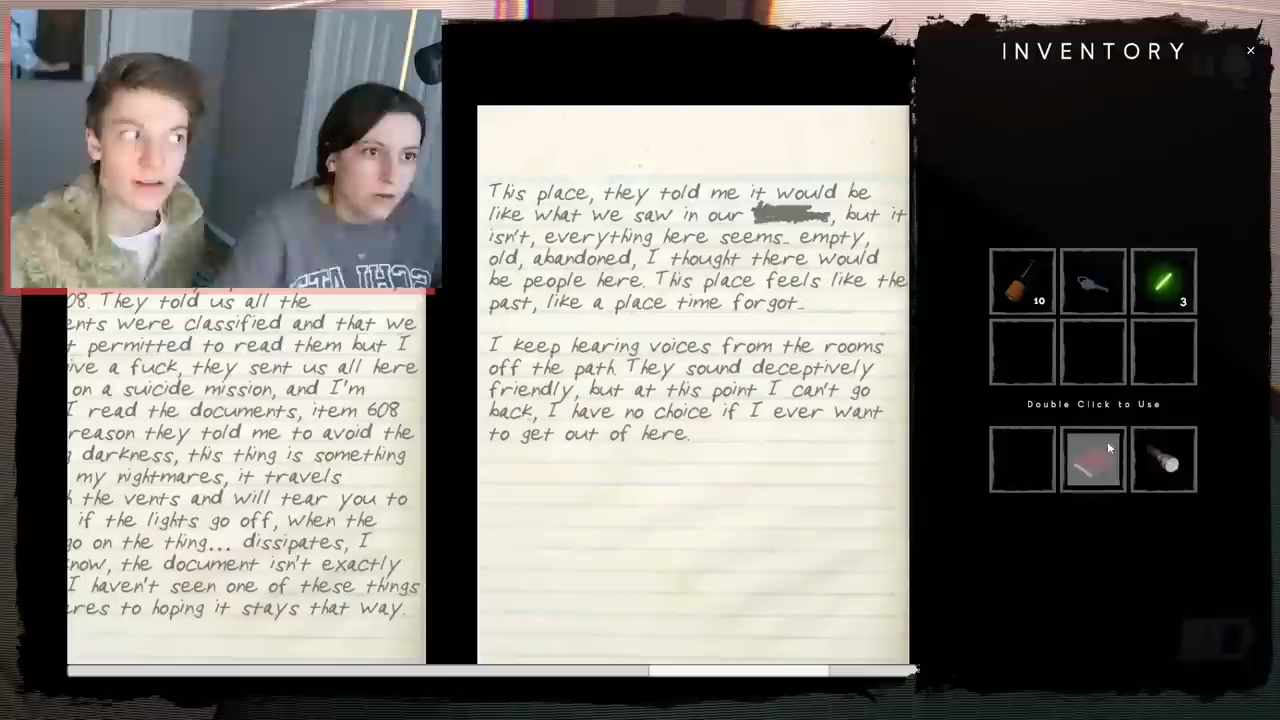 INVENTORY
08. They told us all the
ents were classified and that we
t permitted to read them but I
ive a fuck, they sent us all here
on a suicide mission, and I'm
I read the documents, item 608
reason they told me to avoid the
g darkness, this thing is something
my nightmares, it travels
h the vents and will tear you to
if the lights go off, when the
go on the thing... dissipates, I
now, the document isn't exactly
I haven't seen one of these things
eres to hoping it stays that way.
This place, they told me it would be
like what we saw in our , but it
isn't, everything here seems.. empty,
old, abandoned, I thought there would
be people here. This place feels like the
past, like a place time forgot..
I keep hearing voices from the rooms
off the path. They sound deceptively
friendly, but at this point I can't go
back, I have no choice if I ever want
to get out of here.
10
3
Double Click to Use